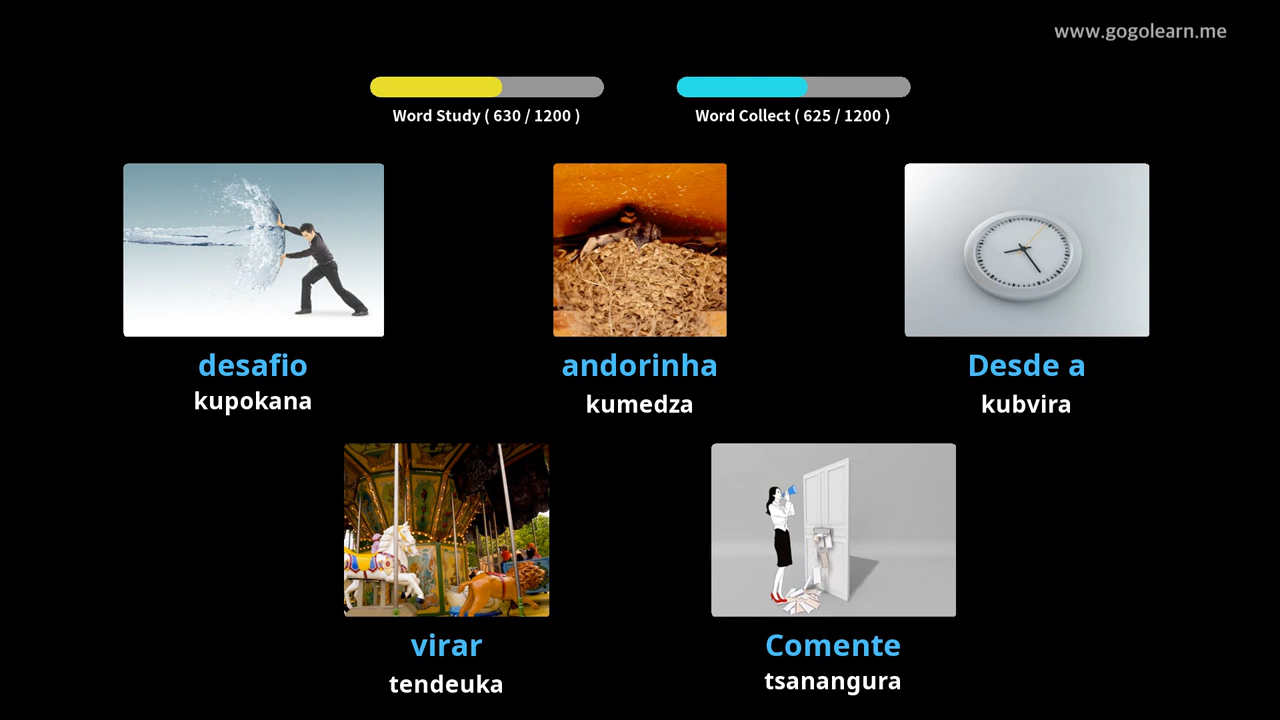 www.gogolearn.me
Word Study ( 630 / 1200 )
Word Collect ( 625 / 1200 )
desafio
kupokana
andorinha
kumedza
Desde a
kubvira
virar
tendeuka
Comente
tsanangura